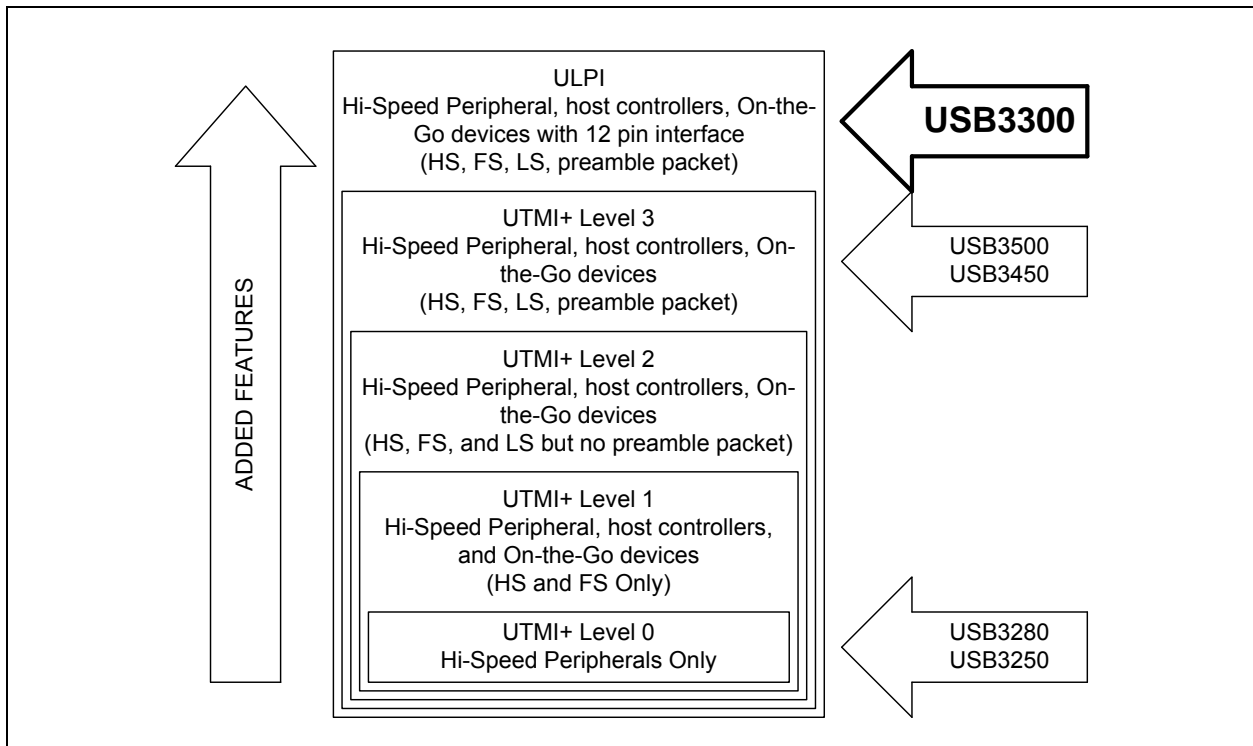 ULPI
Hi-Speed Peripheral, host controllers, On-the-
Go devices with 12 pin interface
(HS, FS, LS, preamble packet)
USB3300
UTMI+ Level 3
Hi-Speed Peripheral, host controllers, On-
the-Go devices
(HS, FS, LS, preamble packet)
USB3500
USB3450
ADDED FEATURES
UTMI+ Level 2
Hi-Speed Peripheral, host controllers, On-
the-Go devices
(HS, FS, and LS but no preamble packet)
UTMI+ Level 1
Hi-Speed Peripheral, host controllers,
and On-the-Go devices
(HS and FS Only)
UTMI+ Level 0
Hi-Speed Peripherals Only
USB3280
USB3250